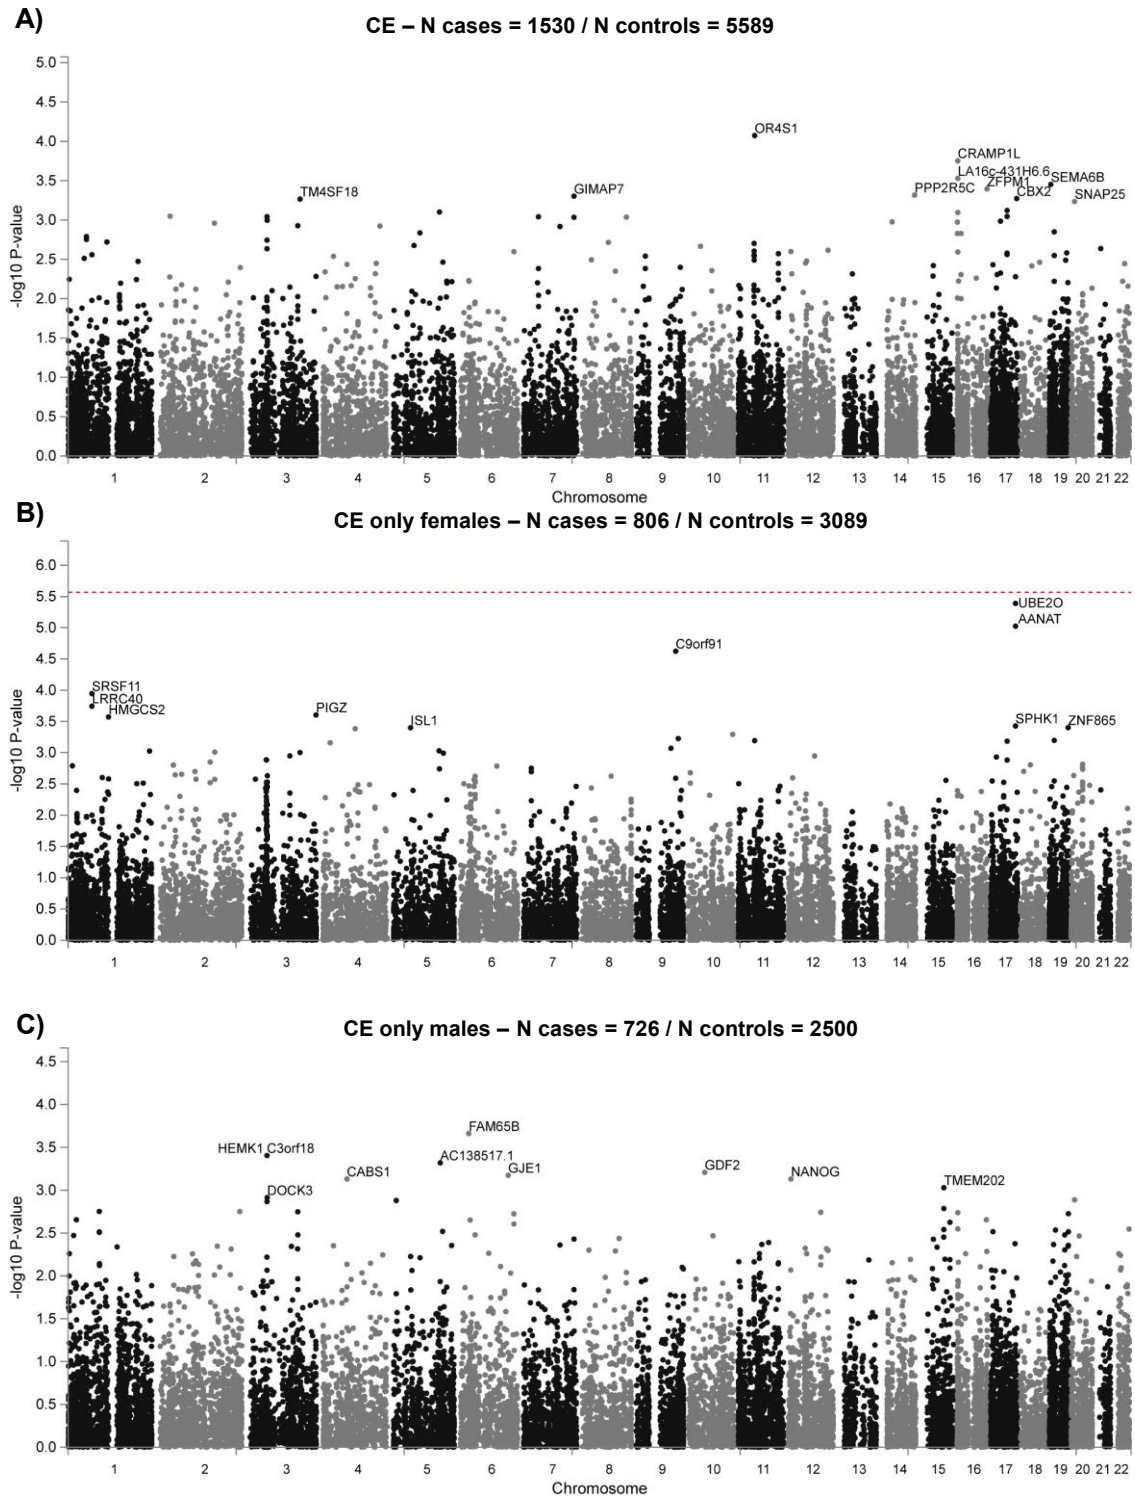 A)
CE – N cases = 1530 / N controls = 5589
5.0
4.5
4.0
3.5
3.0
2.5
2.0
1.5
1.0
0.5
0.0
-log10 P-value
OR4S1
CRAMP1L
LA16c-431H6.6
ZFPM1
SEMA6B
PPP2R5C
CBX2
SNAP25
TM4SF18
GIMAP7
1 2 3 4 5 6 7 8 9 10 11 12 13 14 15 16 17 18 19 20 21 22
Chromosome
B)
CE only females – N cases = 806 / N controls = 3089
6.0
5.5
5.0
4.5
4.0
3.5
3.0
2.5
2.0
1.5
1.0
0.5
0.0
-log10 P-value
UBE2O
AANAT
C9orf91
SRSF11
LRRC40
HMGCS2
PIGZ
ISL1
SPHK1
ZNF865
1 2 3 4 5 6 7 8 9 10 11 12 13 14 15 16 17 18 19 20 21 22
C)
CE only males – N cases = 726 / N controls = 2500
4.5
4.0
3.5
3.0
2.5
2.0
1.5
1.0
0.5
0.0
-log10 P-value
FAM65B
HEMK1 C3orf18
AC138517.1
GJE1
CABS1
GDF2
NANOG
DOCK3
TMEM202
1 2 3 4 5 6 7 8 9 10 11 12 13 14 15 16 17 18 19 20 21 22
Chromosome